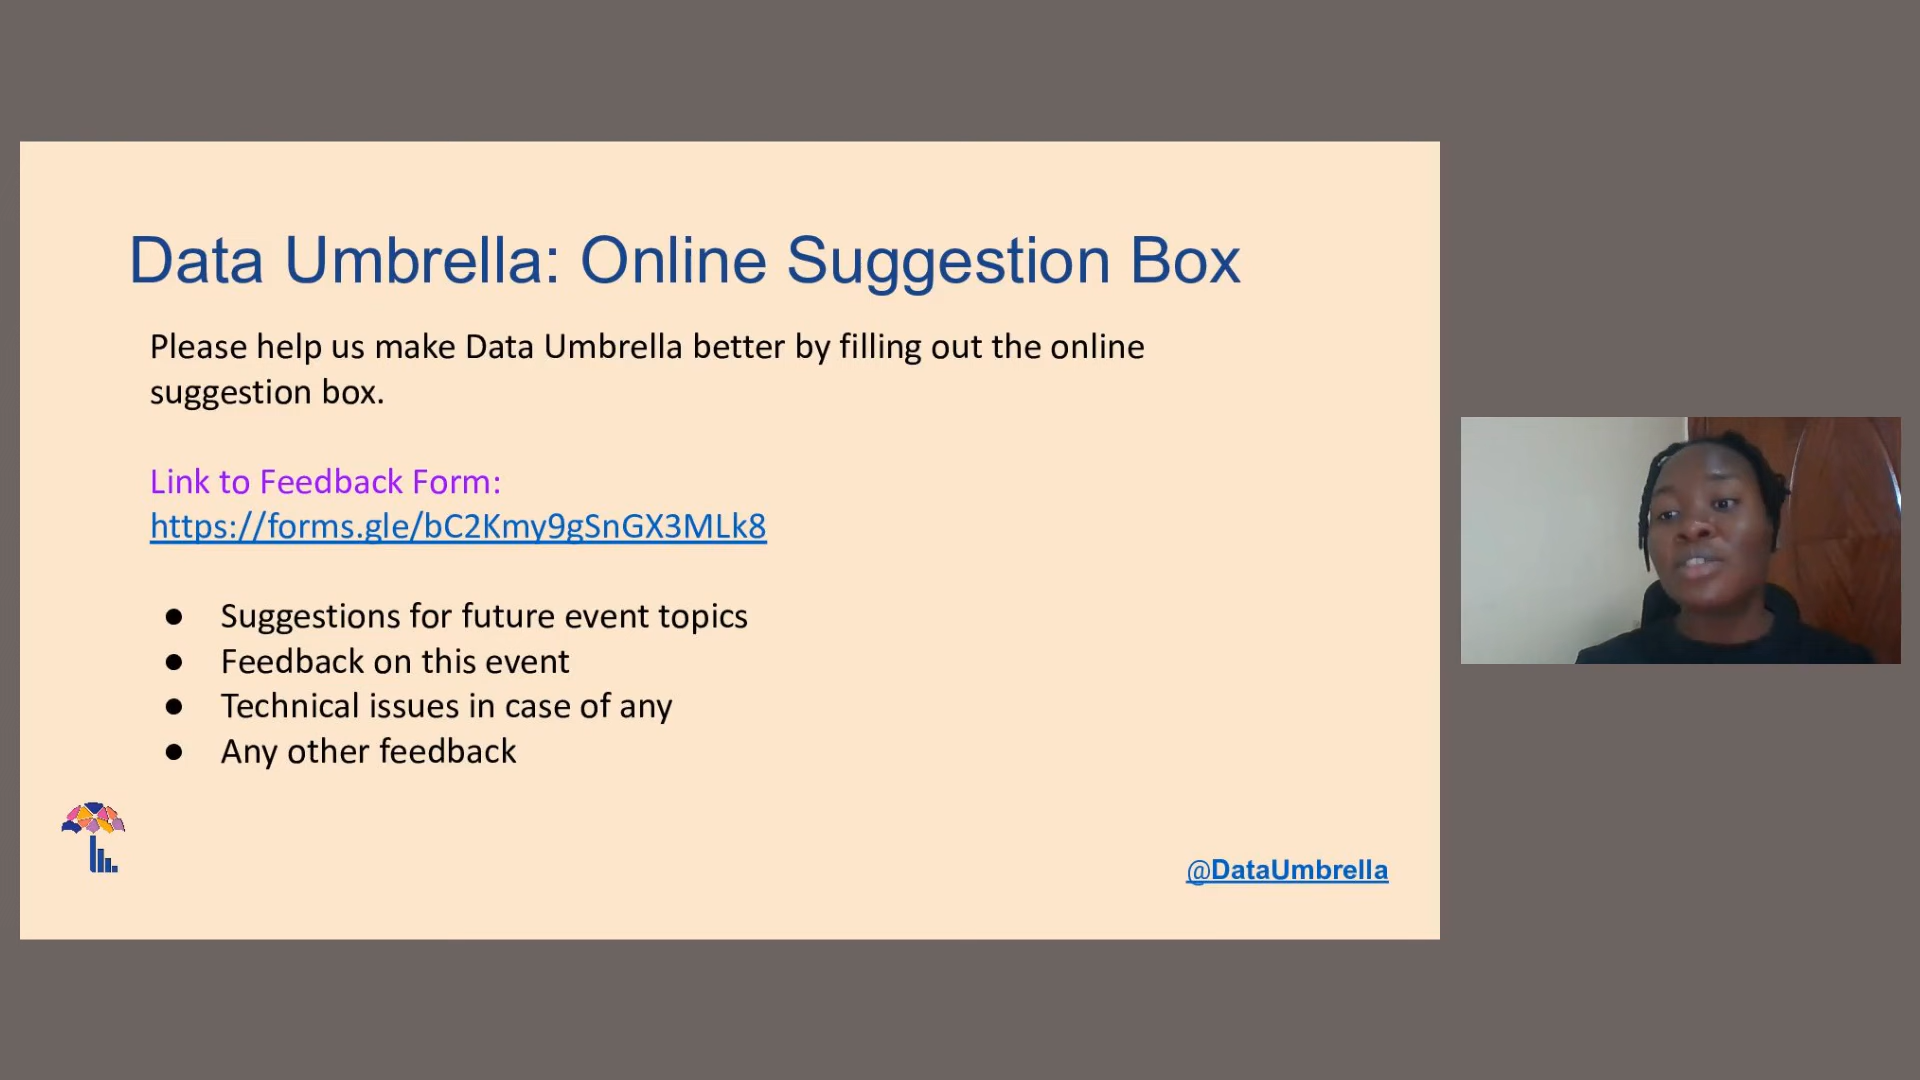 Data Umbrella: Online Suggestion Box
Please help us make Data Umbrella better by filling out the online
suggestion box.
Link to Feedback Form:
https://forms.gle/bC2Kmy9gSnGX3MLk8
● Suggestions for future event topics
● Feedback on this event
● Technical issues in case of any
● Any other feedback
@DataUmbrella